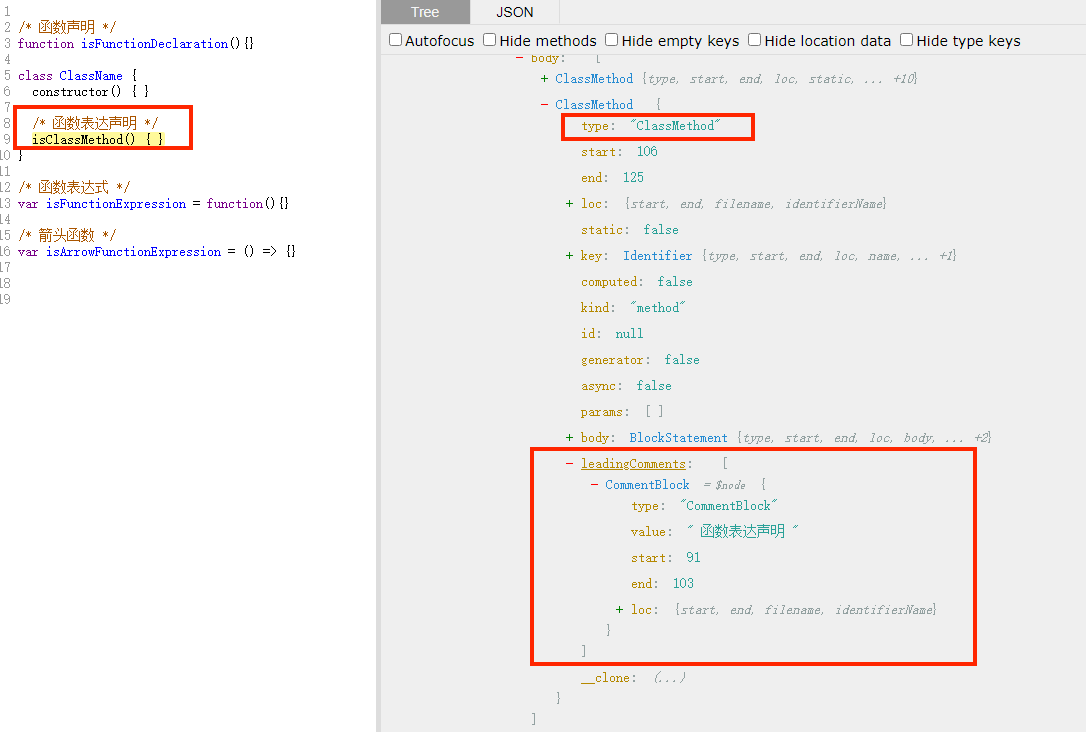 1
2 /* 函数声明 */
3 function isFunctionDeclaration(){}
4
5 class ClassName {
6 constructor() { }
7
8 /* 函数表达声明 */
9 isClassMethod() { }
10 }
11
12 /* 函数表达式 */
13 var isFunctionExpression = function(){}
14
15 /* 箭头函数 */
16 var isArrowFunctionExpression = () => {}
17
18
19
Tree JSON
Autofocus Hide methods Hide empty keys Hide location data Hide type keys
- body: [
+ ClassMethod {type, start, end, loc, static, ... +10}
- ClassMethod {
type: "ClassMethod"
start: 106
end: 125
+ loc: {start, end, filename, identifierName}
static: false
+ key: Identifier {type, start, end, loc, name, ... +1}
computed: false
kind: "method"
id: null
generator: false
async: false
params: [ ]
+ body: BlockStatement {type, start, end, loc, body, ... +2}
- leadingComments: [
- CommentBlock = $node {
type: "CommentBlock"
value: " 函数表达声明 "
start: 91
end: 103
+ loc: {start, end, filename, identifierName}
}
]
__clone: (...)
}
]